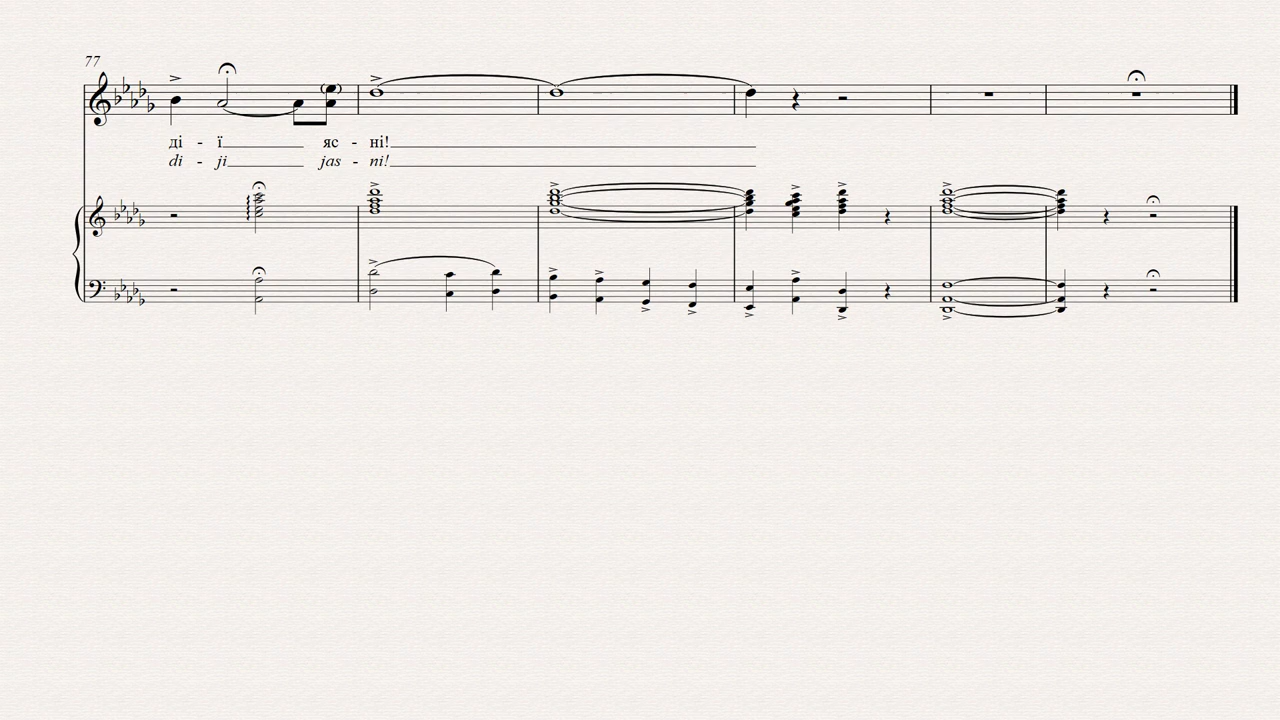 77
ді - ї яс - ні!
di - ji jas - ni!